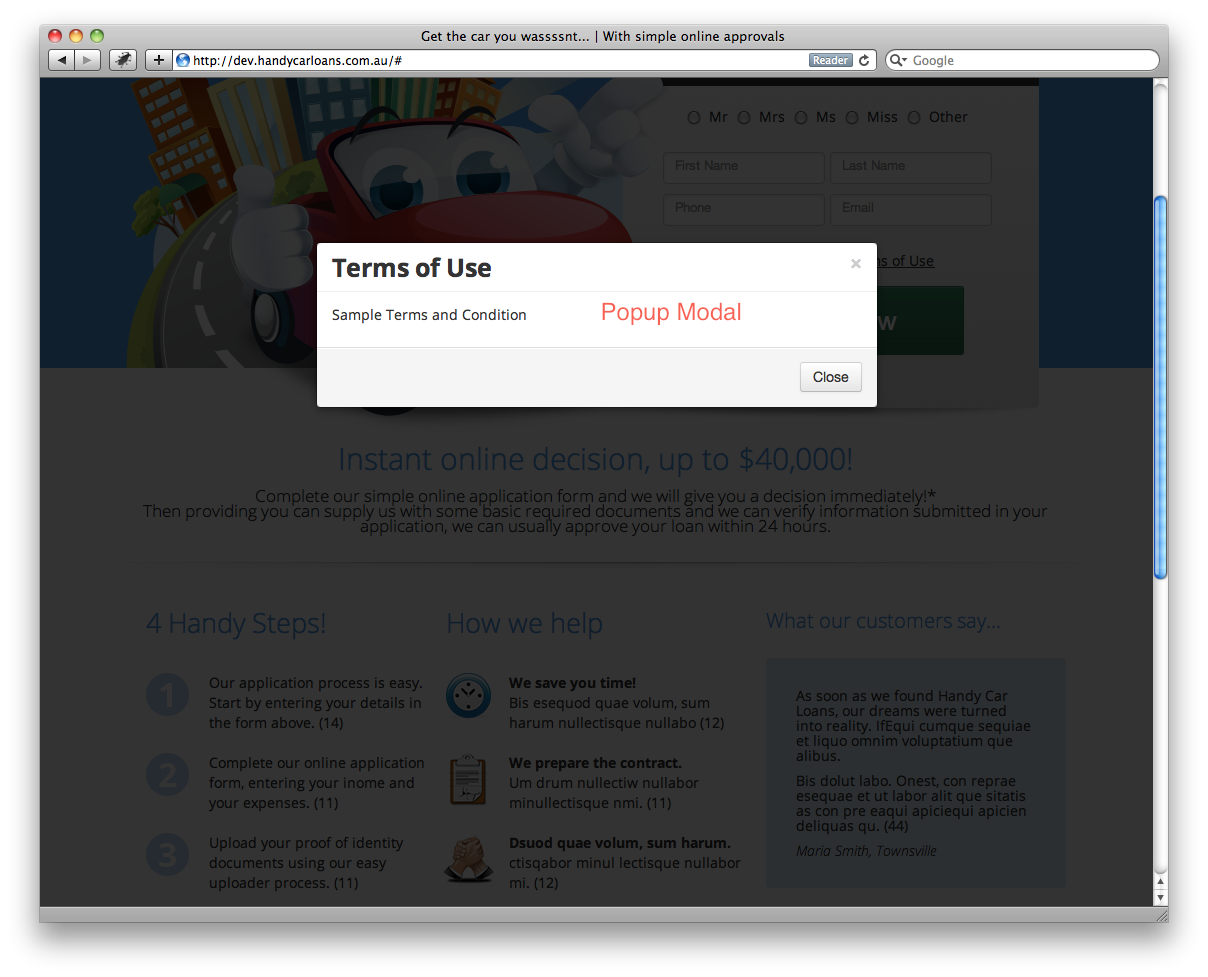 Get the car you wassssnt... | With simple online approvals
http://dev.handycarloans.com.au/#
Reader
Google
Mr Mrs Ms Miss Other
First Name Last Name
Phone Email
ms of Use
W
Terms of Use ×
Sample Terms and Condition Popup Modal
Close
Instant online decision, up to $40,000!
Complete our simple online application form and we will give you a decision immediately!*
Then providing you can supply us with some basic required documents and we can verify information submitted in your
application, we can usually approve your loan within 24 hours.
4 Handy Steps!
1
Our application process is easy.
Start by entering your details in
the form above. (14)
2
Complete our online application
form, entering your inome and
your expenses. (11)
3
Upload your proof of identity
documents using our easy
uploader process. (11)
How we help
We save you time!
Bis esequod quae volum, sum
harum nullectisque nullabo (12)
We prepare the contract.
Um drum nullectiw nullabor
minullectisque nmi. (11)
Dsuod quae volum, sum harum.
ctisqabor minul lectisque nullabor
mi. (12)
What our customers say...
As soon as we found Handy Car
Loans, our dreams were turned
into reality. IfEqui cumque sequiae
et liquo omnim voluptatium que
alibus.
Bis dolut labo. Onest, con reprae
esequae et ut labor alit que sitatis
as con pre eaqui apiciequi apicien
deliquas qu. (44)
Maria Smith, Townsville